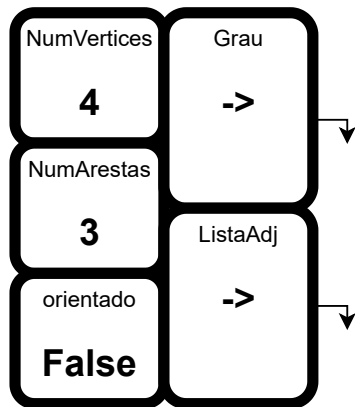 NumVertices
4
NumArestas
3
orientado
False
Grau
->
ListaAdj
->